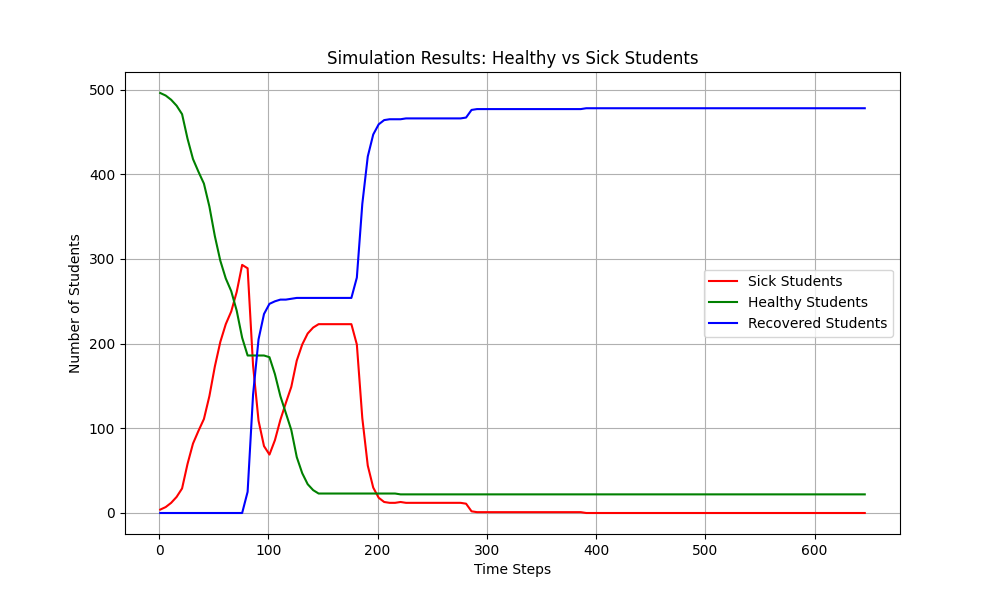 Simulation Results: Healthy vs Sick Students
Number of Students
500
400
300
200
100
0
Sick Students
Healthy Students
Recovered Students
0 100 200 300 400 500 600
Time Steps